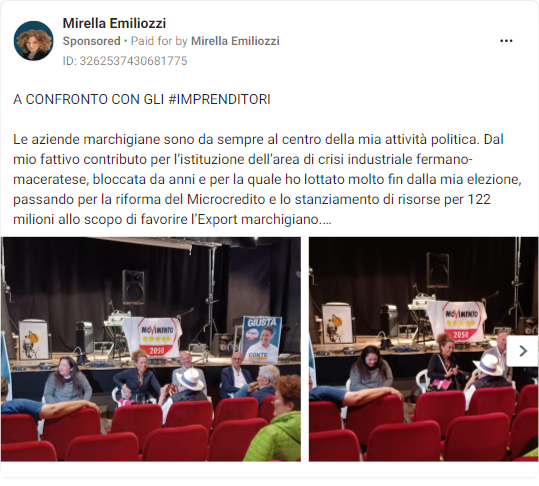 Mirella Emiliozzi
Sponsored • Paid for by Mirella Emiliozzi
ID: 3262537430681775
A CONFRONTO CON GLI #IMPRENDITORI
Le aziende marchigiane sono da sempre al centro della mia attività politica. Dal
mio fattivo contributo per l'istituzione dell'area di crisi industriale fermano-
maceratese, bloccata da anni e per la quale ho lottato molto fin dalla mia elezione,
passando per la riforma del Microcredito e lo stanziamento di risorse per 122
milioni allo scopo di favorire l'Export marchigiano....
GIUSTA
MOVIMENTO
2050
CONTE
MOVIMENTO
2050